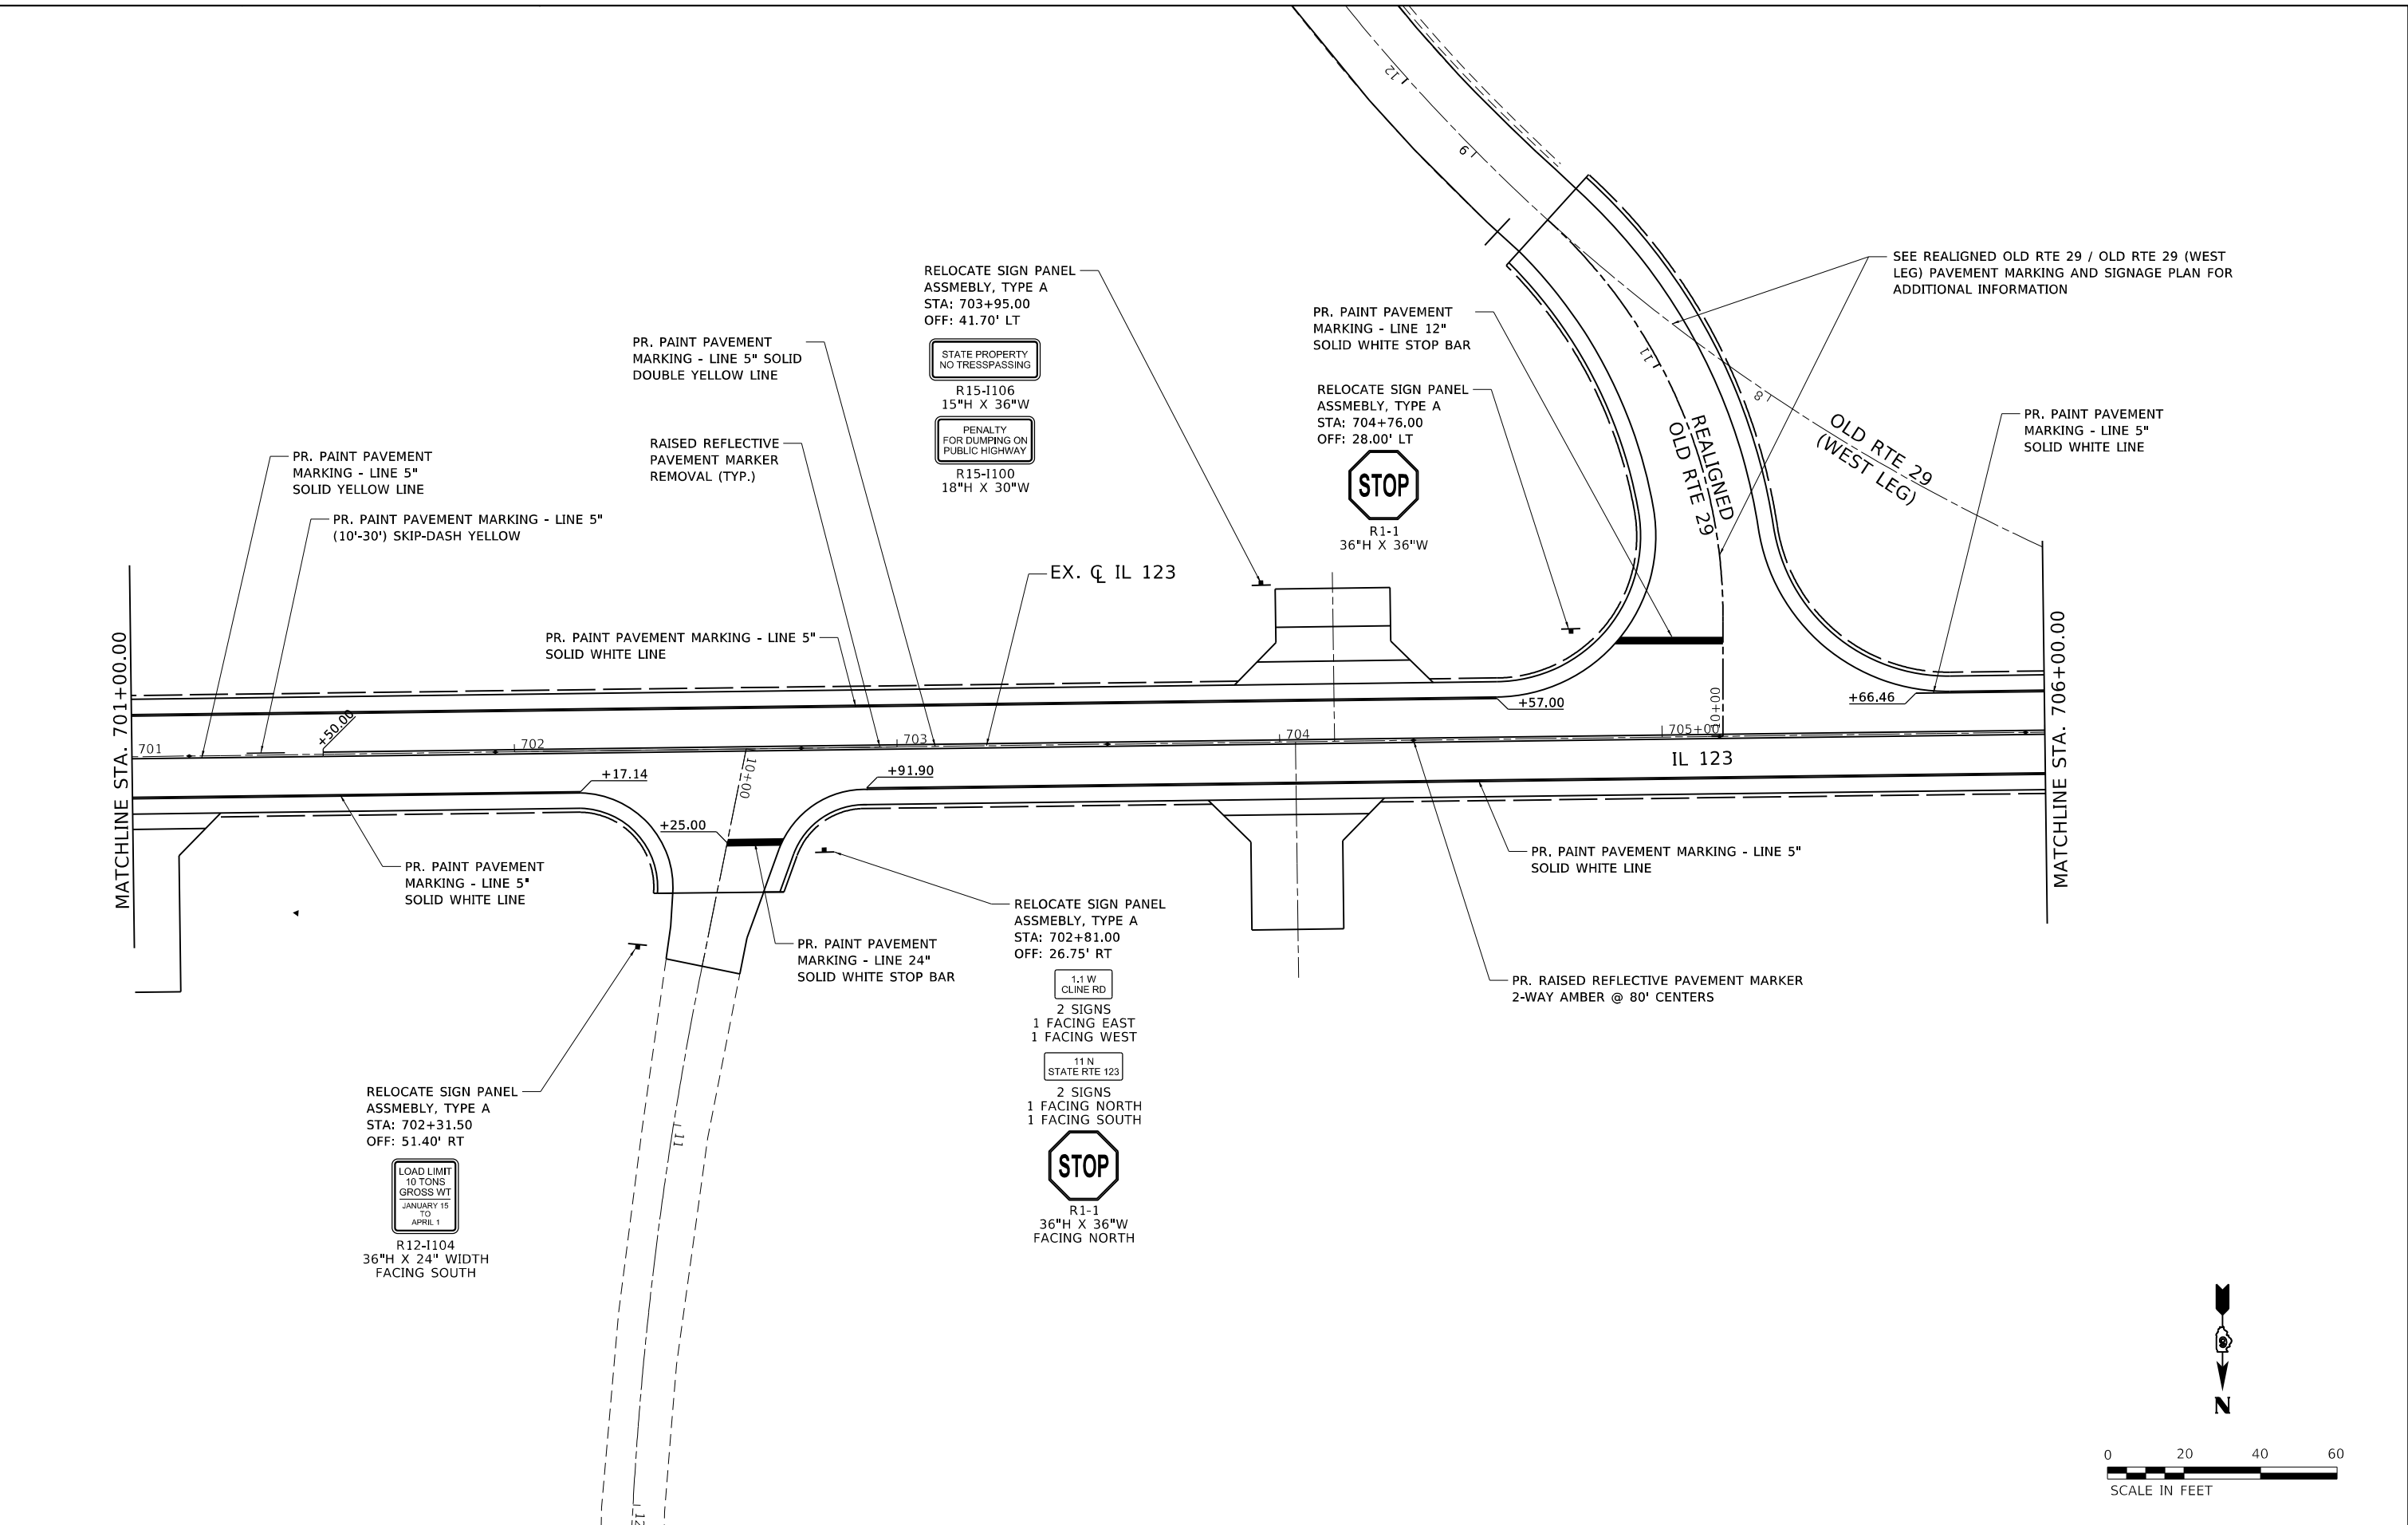 12
9
SEE REALIGNED OLD RTE 29 / OLD RTE 29 (WEST
LEG) PAVEMENT MARKING AND SIGNAGE PLAN FOR
ADDITIONAL INFORMATION
RELOCATE SIGN PANEL
ASSMEBLY, TYPE A
STA: 703+95.00
OFF: 41.70' LT
STATE PROPERTY
NO TRESSPASSING
R15-I106
15"H X 36"W
PENALTY
FOR DUMPING ON
PUBLIC HIGHWAY
R15-I100
18"H X 30"W
PR. PAINT PAVEMENT
MARKING - LINE 12"
SOLID WHITE STOP BAR
RELOCATE SIGN PANEL
ASSMEBLY, TYPE A
STA: 704+76.00
OFF: 28.00' LT
STOP
R1-1
36"H X 36"W
11
8
REALIGNED
OLD RTE 29
OLD RTE 29
(WEST LEG)
PR. PAINT PAVEMENT
MARKING - LINE 5"
SOLID WHITE LINE
PR. PAINT PAVEMENT
MARKING - LINE 5" SOLID
DOUBLE YELLOW LINE
RAISED REFLECTIVE
PAVEMENT MARKER
REMOVAL (TYP.)
PR. PAINT PAVEMENT
MARKING - LINE 5"
SOLID YELLOW LINE
PR. PAINT PAVEMENT MARKING - LINE 5"
(10'-30') SKIP-DASH YELLOW
EX. ℄ IL 123
PR. PAINT PAVEMENT MARKING - LINE 5"
SOLID WHITE LINE
MATCHLINE STA. 701+00.00
MATCHLINE STA. 706+00.00
701
+50.00
702
703
704
705+00
10+00
+57.00
+66.46
IL 123
+17.14
10+00
+91.90
+25.00
PR. PAINT PAVEMENT
MARKING - LINE 5"
SOLID WHITE LINE
PR. PAINT PAVEMENT
MARKING - LINE 24"
SOLID WHITE STOP BAR
RELOCATE SIGN PANEL
ASSMEBLY, TYPE A
STA: 702+81.00
OFF: 26.75' RT
1.1 W
CLINE RD
2 SIGNS
1 FACING EAST
1 FACING WEST
11 N
STATE RTE 123
2 SIGNS
1 FACING NORTH
1 FACING SOUTH
STOP
R1-1
36"H X 36"W
FACING NORTH
PR. PAINT PAVEMENT MARKING - LINE 5"
SOLID WHITE LINE
PR. RAISED REFLECTIVE PAVEMENT MARKER
2-WAY AMBER @ 80' CENTERS
RELOCATE SIGN PANEL
ASSMEBLY, TYPE A
STA: 702+31.50
OFF: 51.40' RT
LOAD LIMIT
10 TONS
GROSS WT
JANUARY 15
TO
APRIL 1
R12-I104
36"H X 24" WIDTH
FACING SOUTH
11
12
N
0 20 40 60
SCALE IN FEET